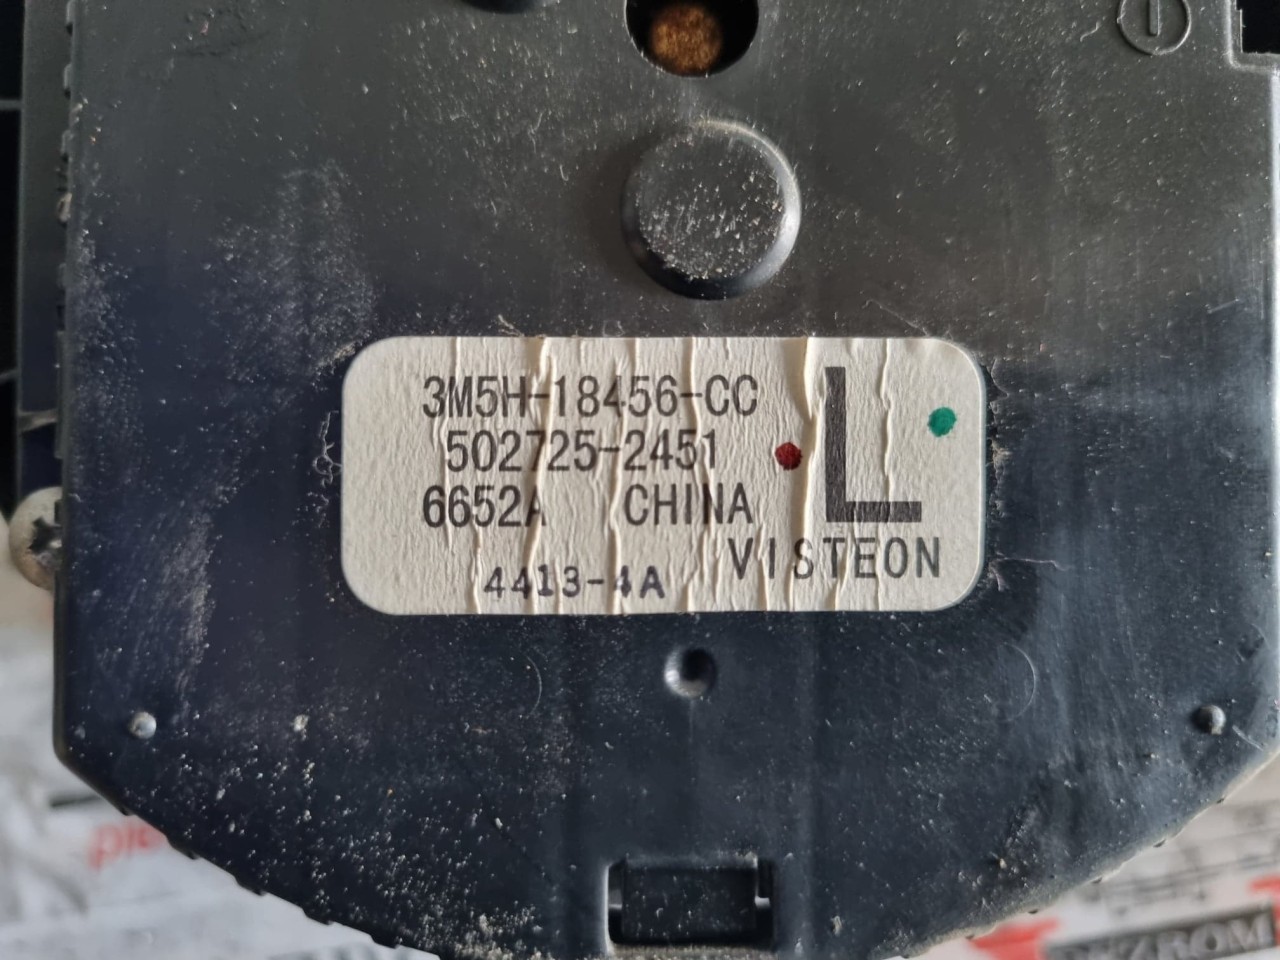 3M5H-18456-CC
502725-2451
L
6652A CHINA
VISTEON
4413-4A